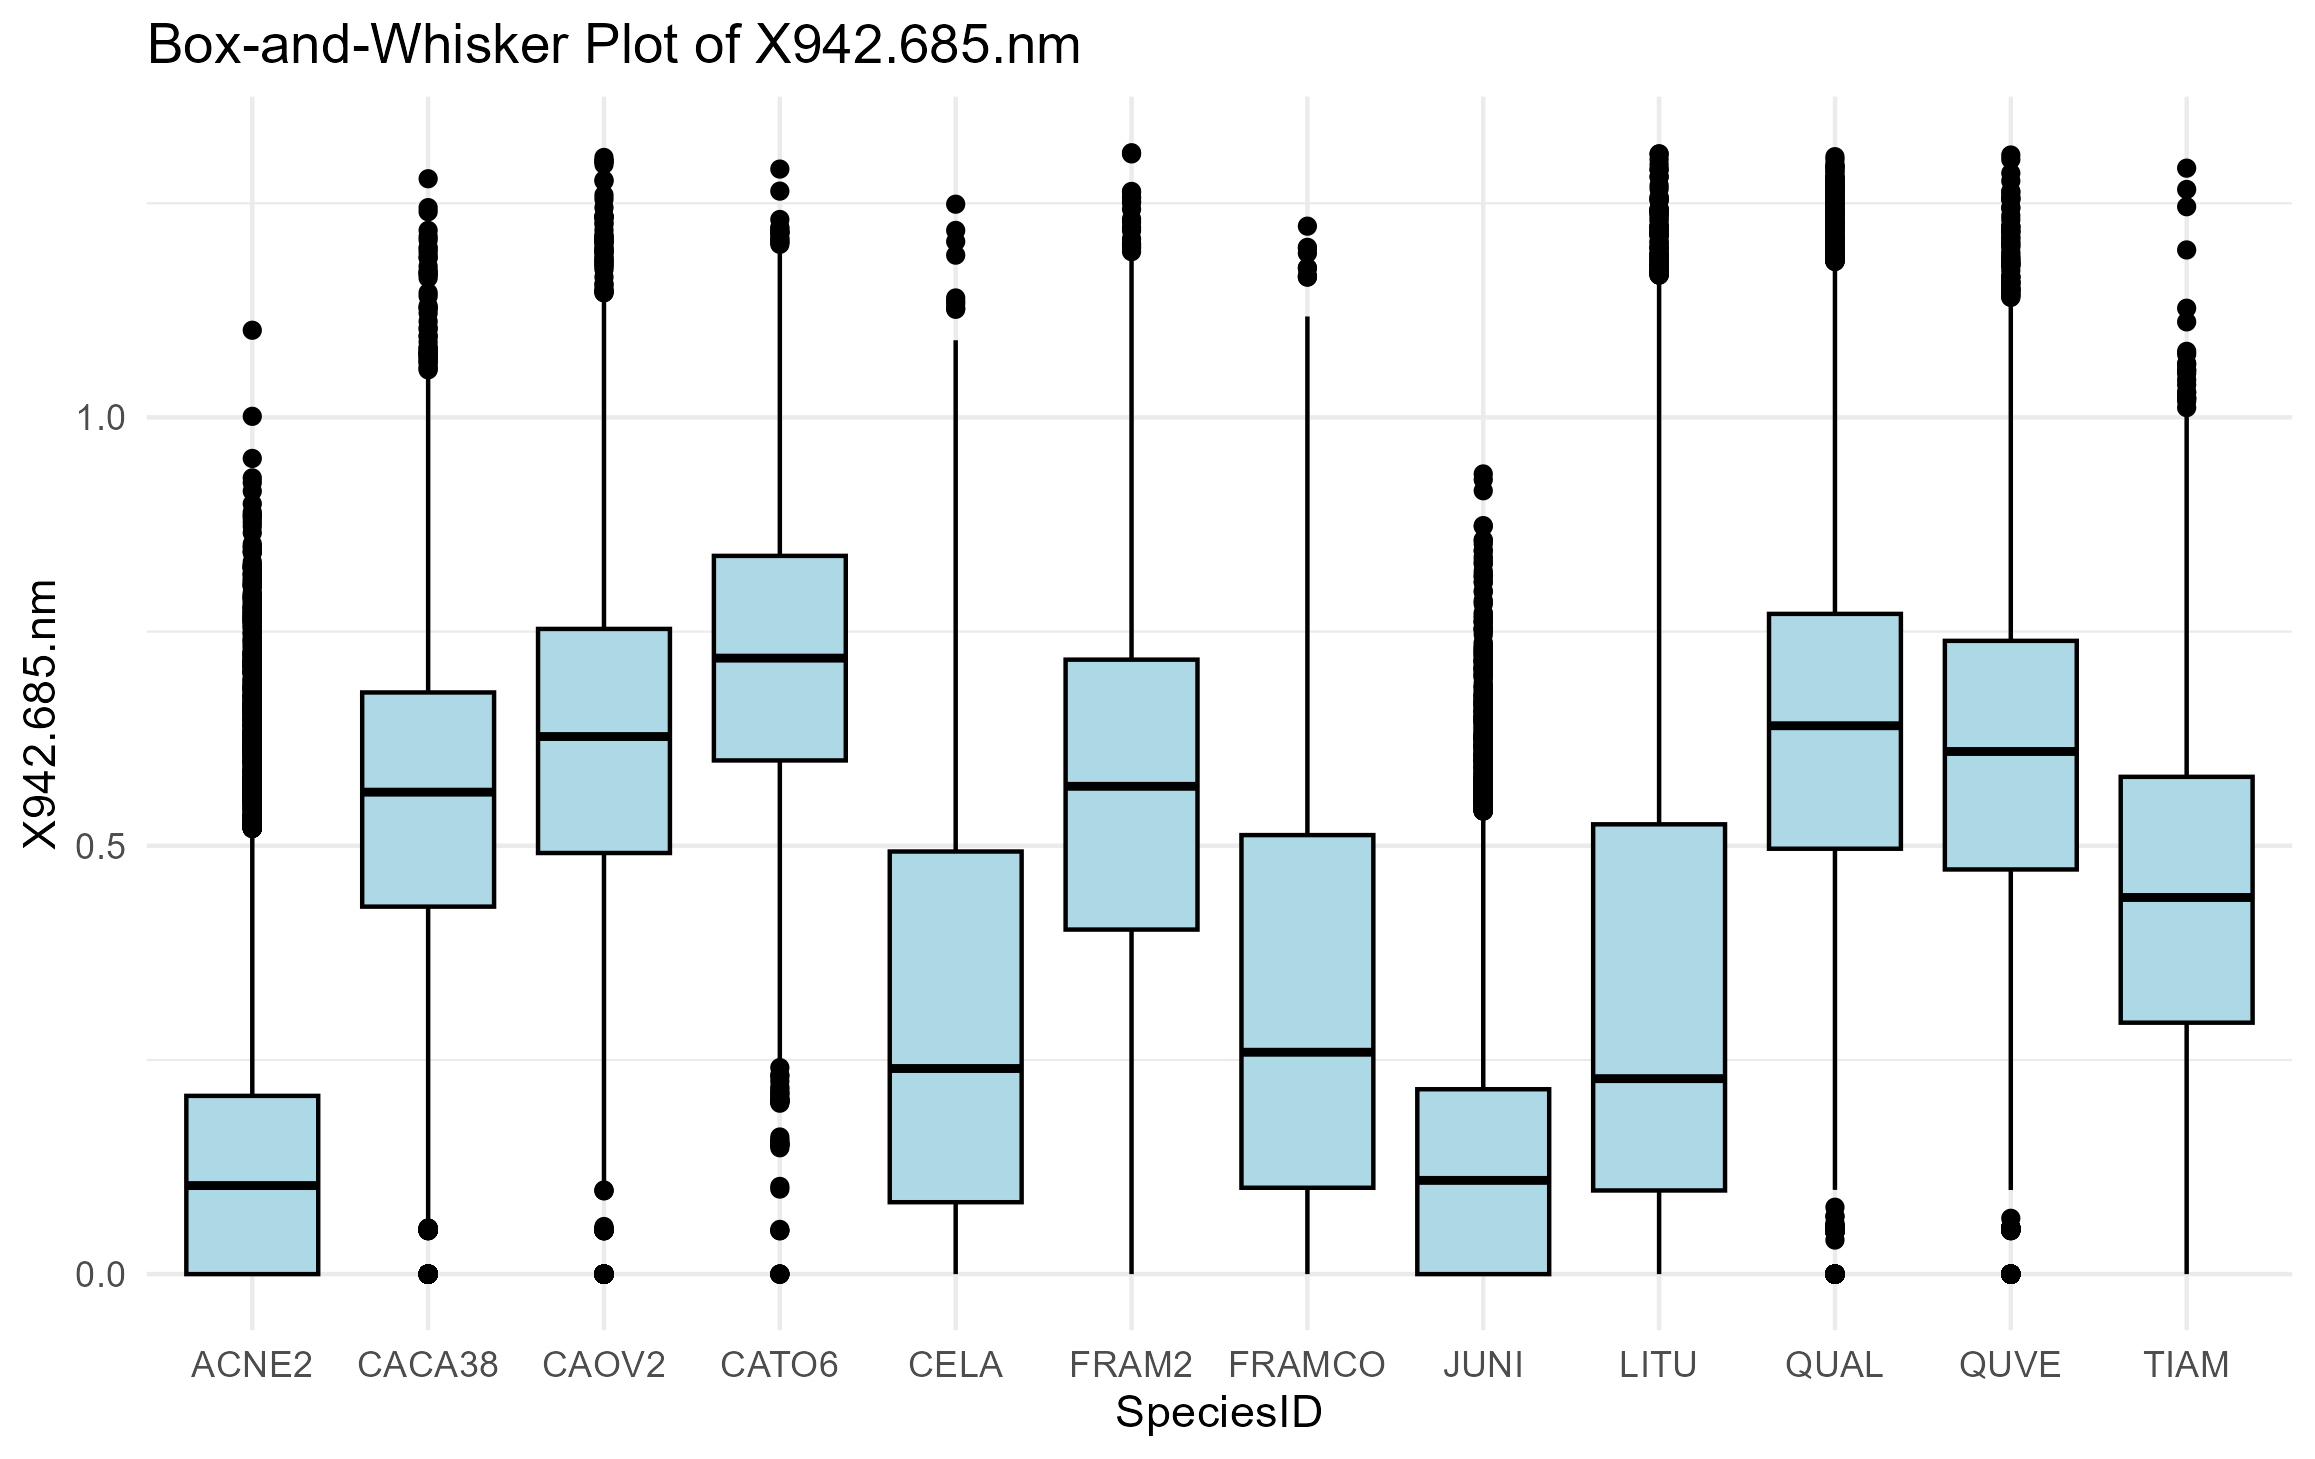 Box-and-Whisker Plot of X942.685.nm
X942.685.nm
1.0
0.5
0.0
ACNE2 CACA38 CAOV2 CATO6 CELA FRAM2 FRAMCO JUNI LITU QUAL QUVE TIAM
SpeciesID